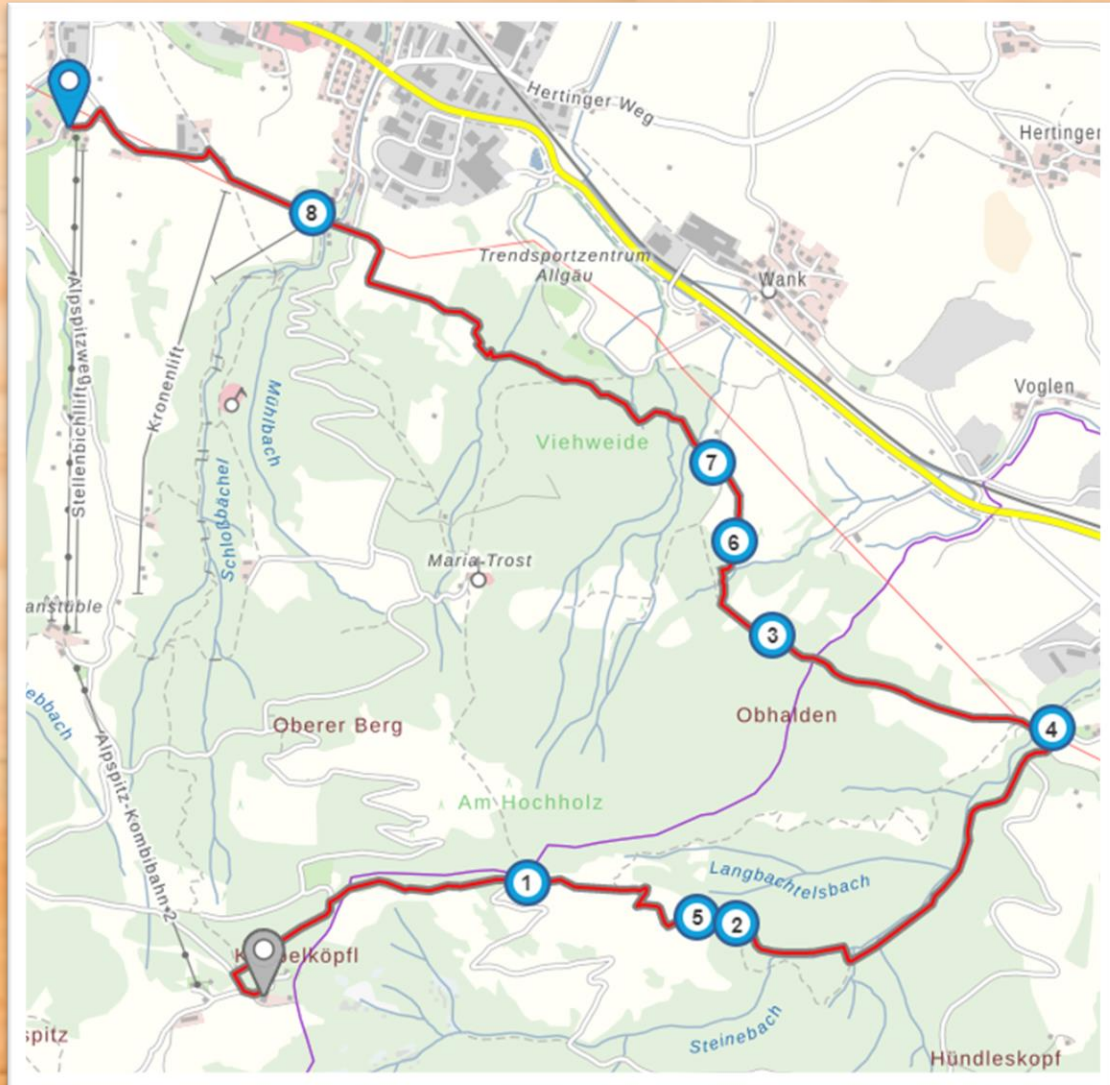 Hertinger Weg
Hertinger
8
Trendsportzentrum
Allgäu
Wank
Alpspitzweg
Stellenbichllift
Kronenlift
Mühlbach
Voglen
Viehweide
7
Schloßbächel
6
Maria Trost
3
Oberer Berg
Obhalden
4
Alpspitz-Kombibahn 2
Am Hochholz
1
Langbachtelsbach
5
2
Steinebach
Hündleskopf